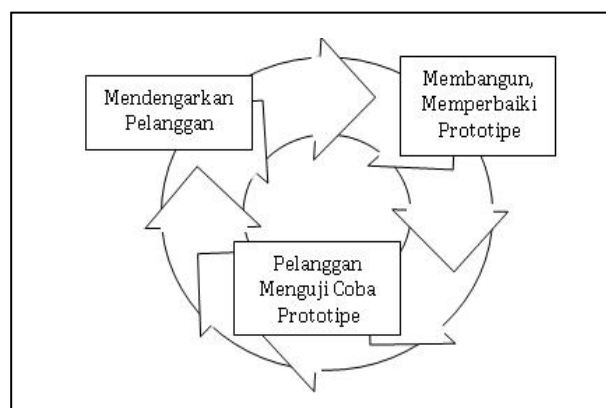 Mendengarkan
Pelanggan
Membangun,
Memperbaiki
Prototipe
Pelanggan
Menguji Coba
Prototipe